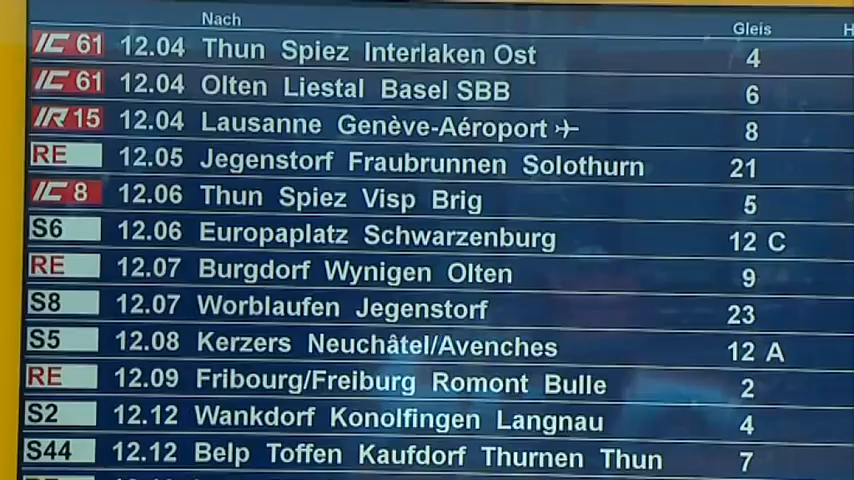 Nach Gleis H
IC 61 12.04 Thun Spiez Interlaken Ost 4
IC 61 12.04 Olten Liestal Basel SBB 6
IR 15 12.04 Lausanne Genève-Aéroport 8
RE 12.05 Jegenstorf Fraubrunnen Solothurn 21
IC 8 12.06 Thun Spiez Visp Brig 5
S6 12.06 Europaplatz Schwarzenburg 12 C
RE 12.07 Burgdorf Wynigen Olten 9
S8 12.07 Worblaufen Jegenstorf 23
S5 12.08 Kerzers Neuchâtel/Avenches 12 A
RE 12.09 Fribourg/Freiburg Romont Bulle 2
S2 12.12 Wankdorf Konolfingen Langnau 4
S44 12.12 Belp Toffen Kaufdorf Thurnen Thun 7